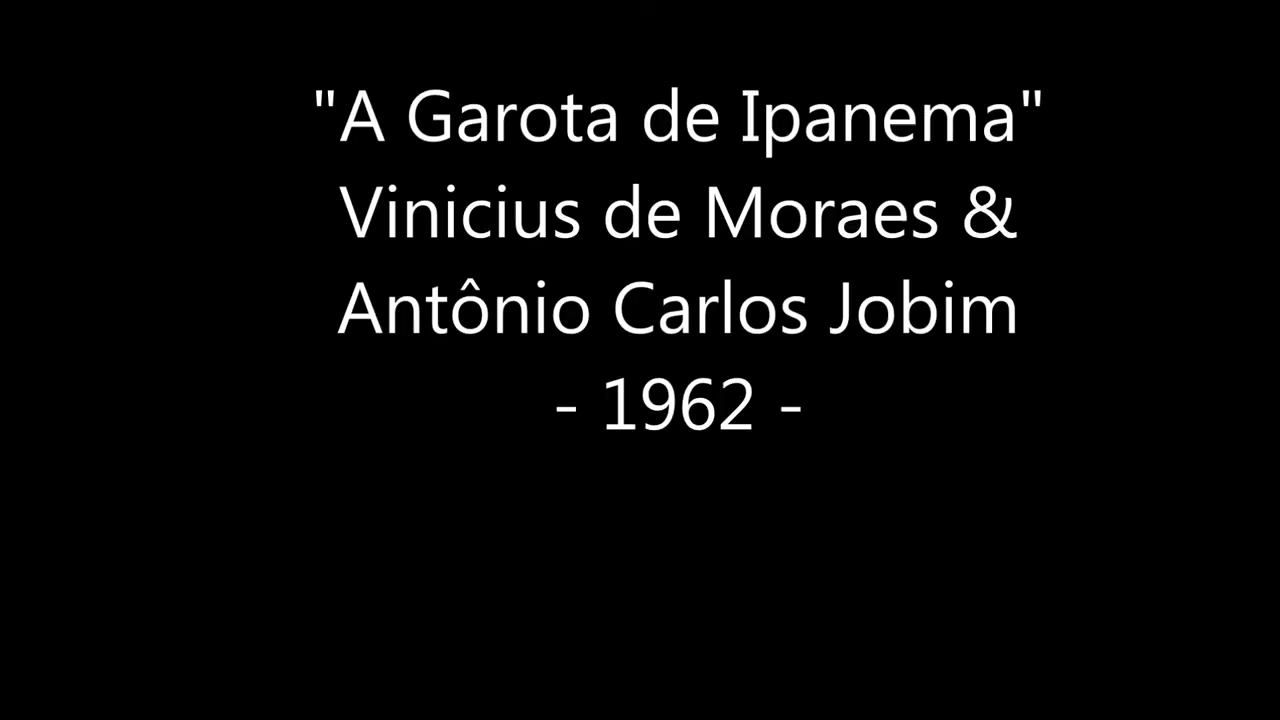 "A Garota de Ipanema"
Vinicius de Moraes &
Antônio Carlos Jobim
- 1962 -